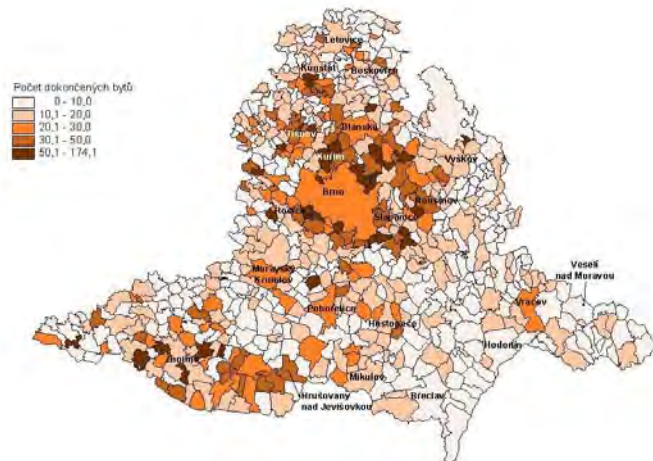 Letovice
Kunštát
Boskovice
Počet dokončených bytů
0 - 10,0
10,1 - 20,0
20,1 - 30,0
30,1 - 50,0
50,1 - 174,1
Blansko
Tišnov
Kuřim
Vyškov
Brno
Rousínov
Rosice
Šlapanice
Moravský
Krumlov
Veselí
nad Moravou
Vracov
Pohořelice
Hustopeče
Hodonín
Znojmo
Mikulov
Hrušovany
nad Jevišovkou
Břeclav